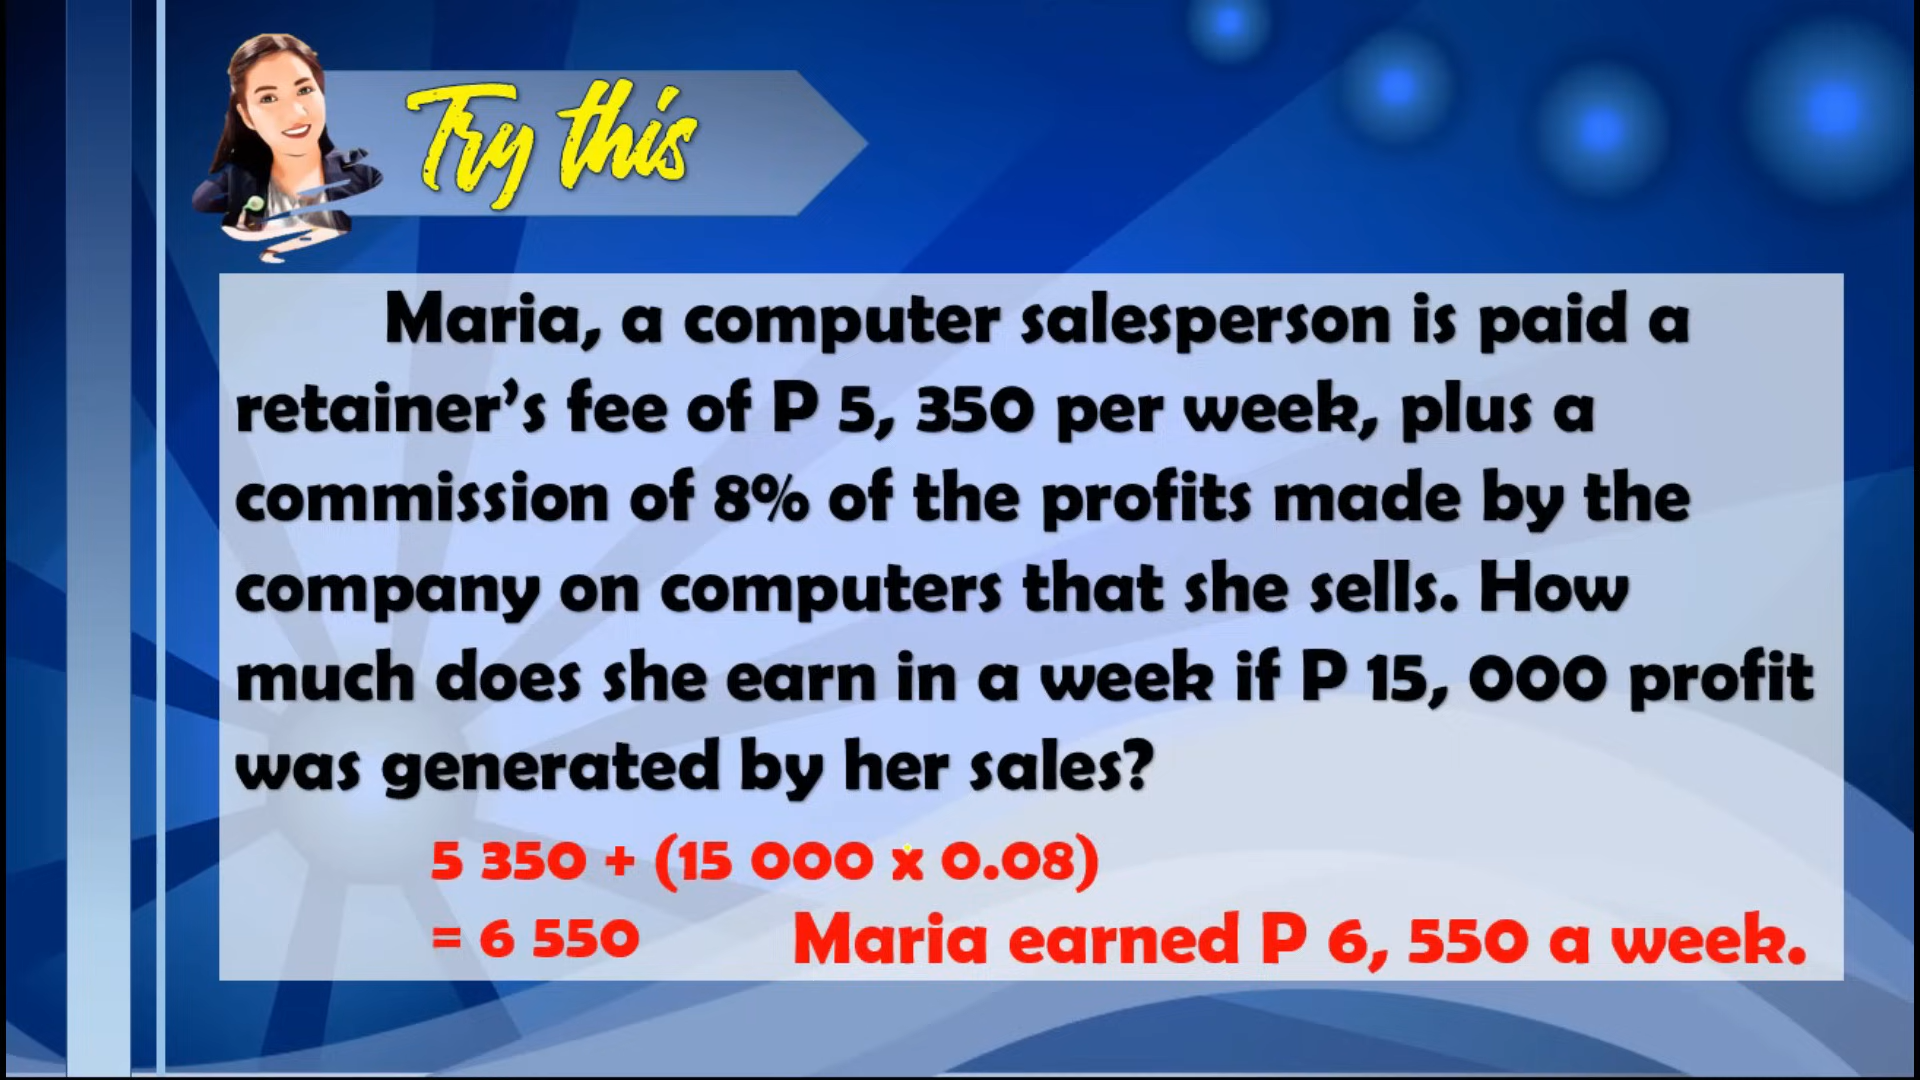 Try this
Maria, a computer salesperson is paid a
retainer’s fee of P 5, 350 per week, plus a
commission of 8% of the profits made by the
company on computers that she sells. How
much does she earn in a week if P 15, 000 profit
was generated by her sales?
5 350 + (15 000 x 0.08)
= 6 550 Maria earned P 6, 550 a week.